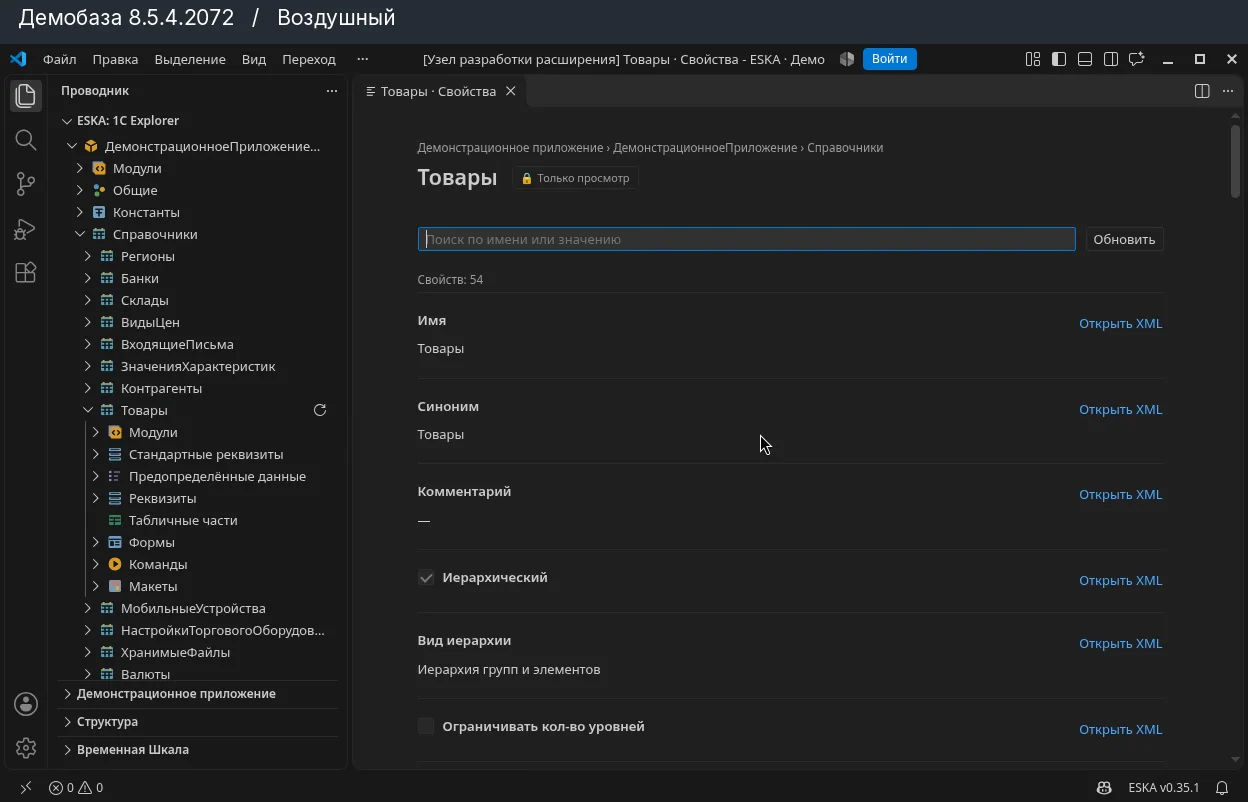 Демобаза 8.5.4.2072 / Воздушный
Файл Правка Выделение Вид Переход ··· [Узел разработки расширения] Товары · Свойства - ESKA · Демо Войти
Проводник ···
Товары · Свойства
ESKA: 1C Explorer
ДемонстрационноеПриложение...
Модули
Общие
Константы
Справочники
Регионы
Банки
Склады
ВидыЦен
ВходящиеПисьма
ЗначенияХарактеристик
Контрагенты
Товары
Модули
Стандартные реквизиты
Предопределённые данные
Реквизиты
Табличные части
Формы
Команды
Макеты
МобильныеУстройства
НастройкиТорговогоОборудов...
ХранимыеФайлы
Валюты
Демонстрационное приложение
Структура
Временная Шкала
Демонстрационное приложение › ДемонстрационноеПриложение › Справочники
Товары Только просмотр
Поиск по имени или значению Обновить
Свойств: 54
Имя Открыть XML
Товары
Синоним Открыть XML
Товары
Комментарий Открыть XML
—
Иерархический Открыть XML
Вид иерархии Открыть XML
Иерархия групп и элементов
Ограничивать кол-во уровней Открыть XML
0 0 ESKA v0.35.1